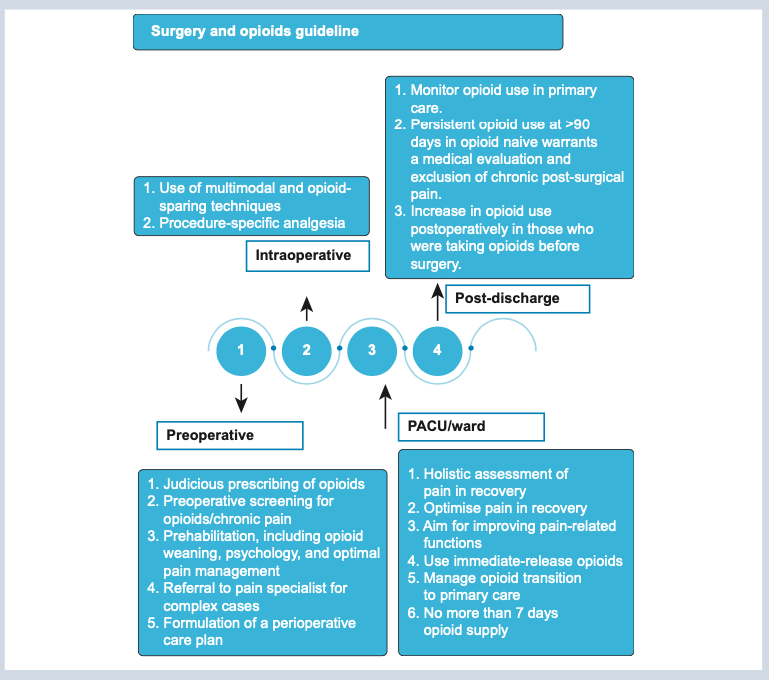 Surgery and opioids guideline
1. Monitor opioid use in primary
care.
2. Persistent opioid use at >90
days in opioid naive warrants
a medical evaluation and
exclusion of chronic post-surgical
pain.
3. Increase in opioid use
postoperatively in those who
were taking opioids before
surgery.
1. Use of multimodal and opioid-
sparing techniques
2. Procedure-specific analgesia
Intraoperative
Post-discharge
1
2
3
4
Preoperative
PACU/ward
1. Judicious prescribing of opioids
2. Preoperative screening for
opioids/chronic pain
3. Prehabilitation, including opioid
weaning, psychology, and optimal
pain management
4. Referral to pain specialist for
complex cases
5. Formulation of a perioperative
care plan
1. Holistic assessment of
pain in recovery
2. Optimise pain in recovery
3. Aim for improving pain-related
functions
4. Use immediate-release opioids
5. Manage opioid transition
to primary care
6. No more than 7 days
opioid supply